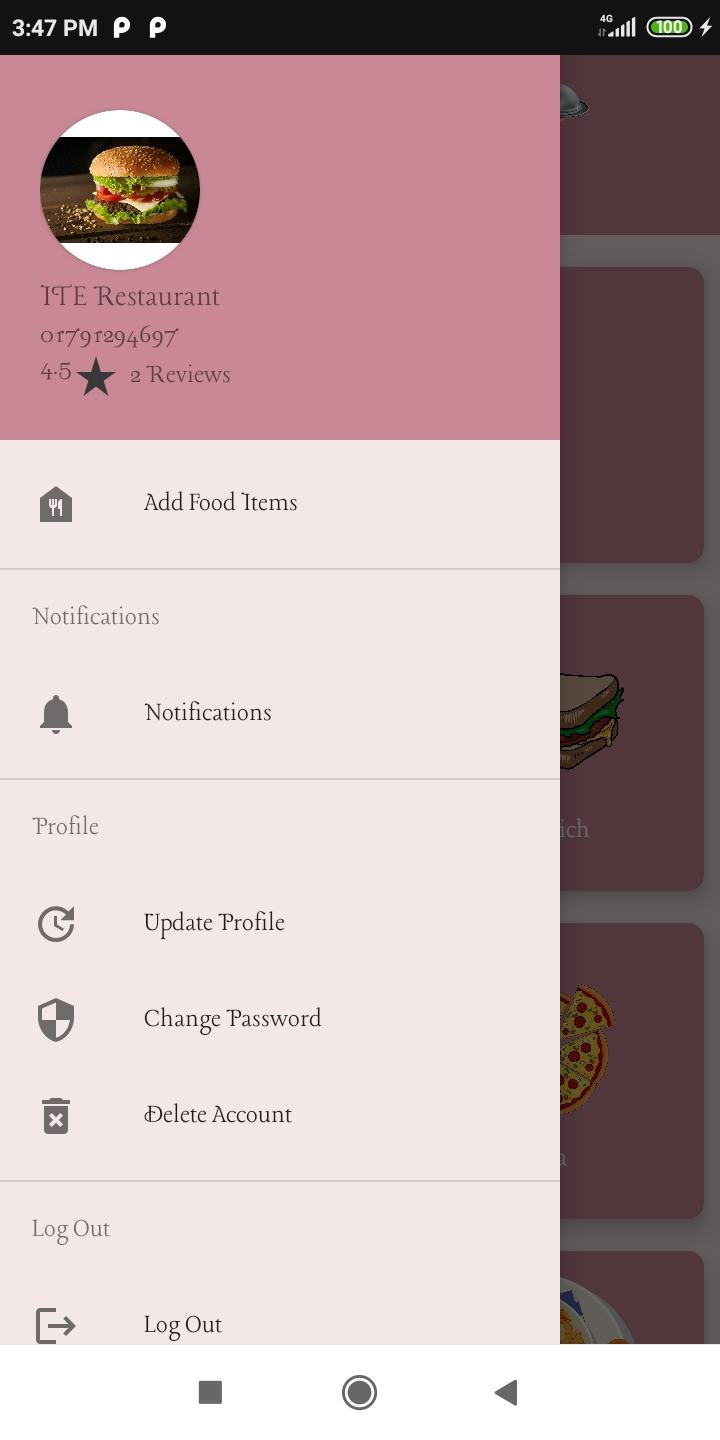 3:47 PM
4G
100
ITE Restaurant
01791294697
4.5
2 Reviews
Add Food Items
Notifications
Notifications
ich
Profile
Update Profile
Change Password
Delete Account
a
Log Out
Log Out